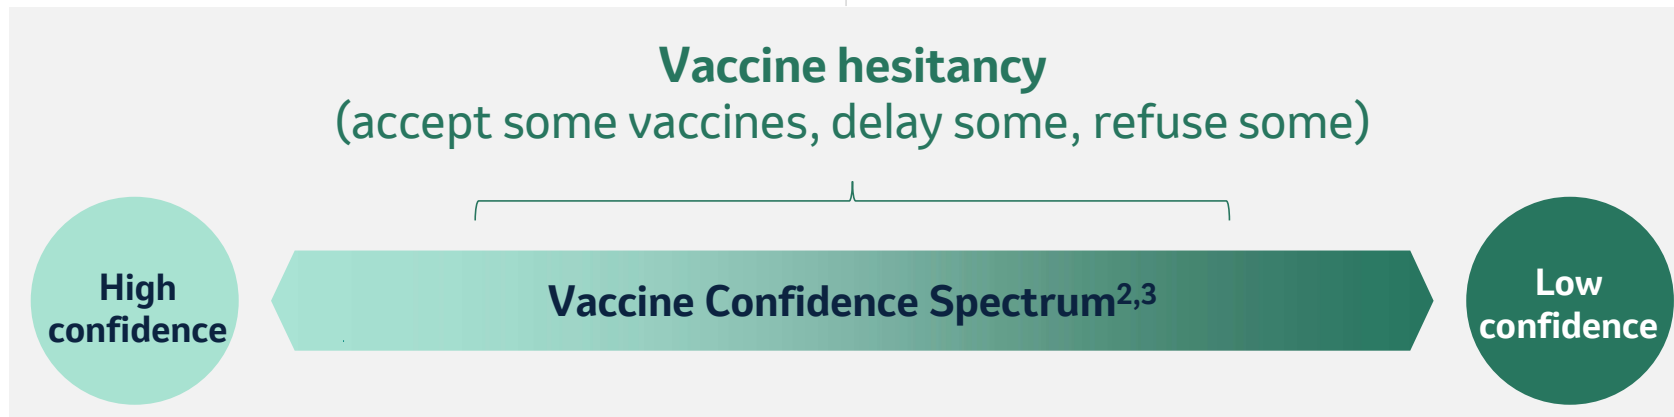 Vaccine hesitancy
(accept some vaccines, delay some, refuse some)
High
confidence
Vaccine Confidence Spectrum2,3
Low
confidence